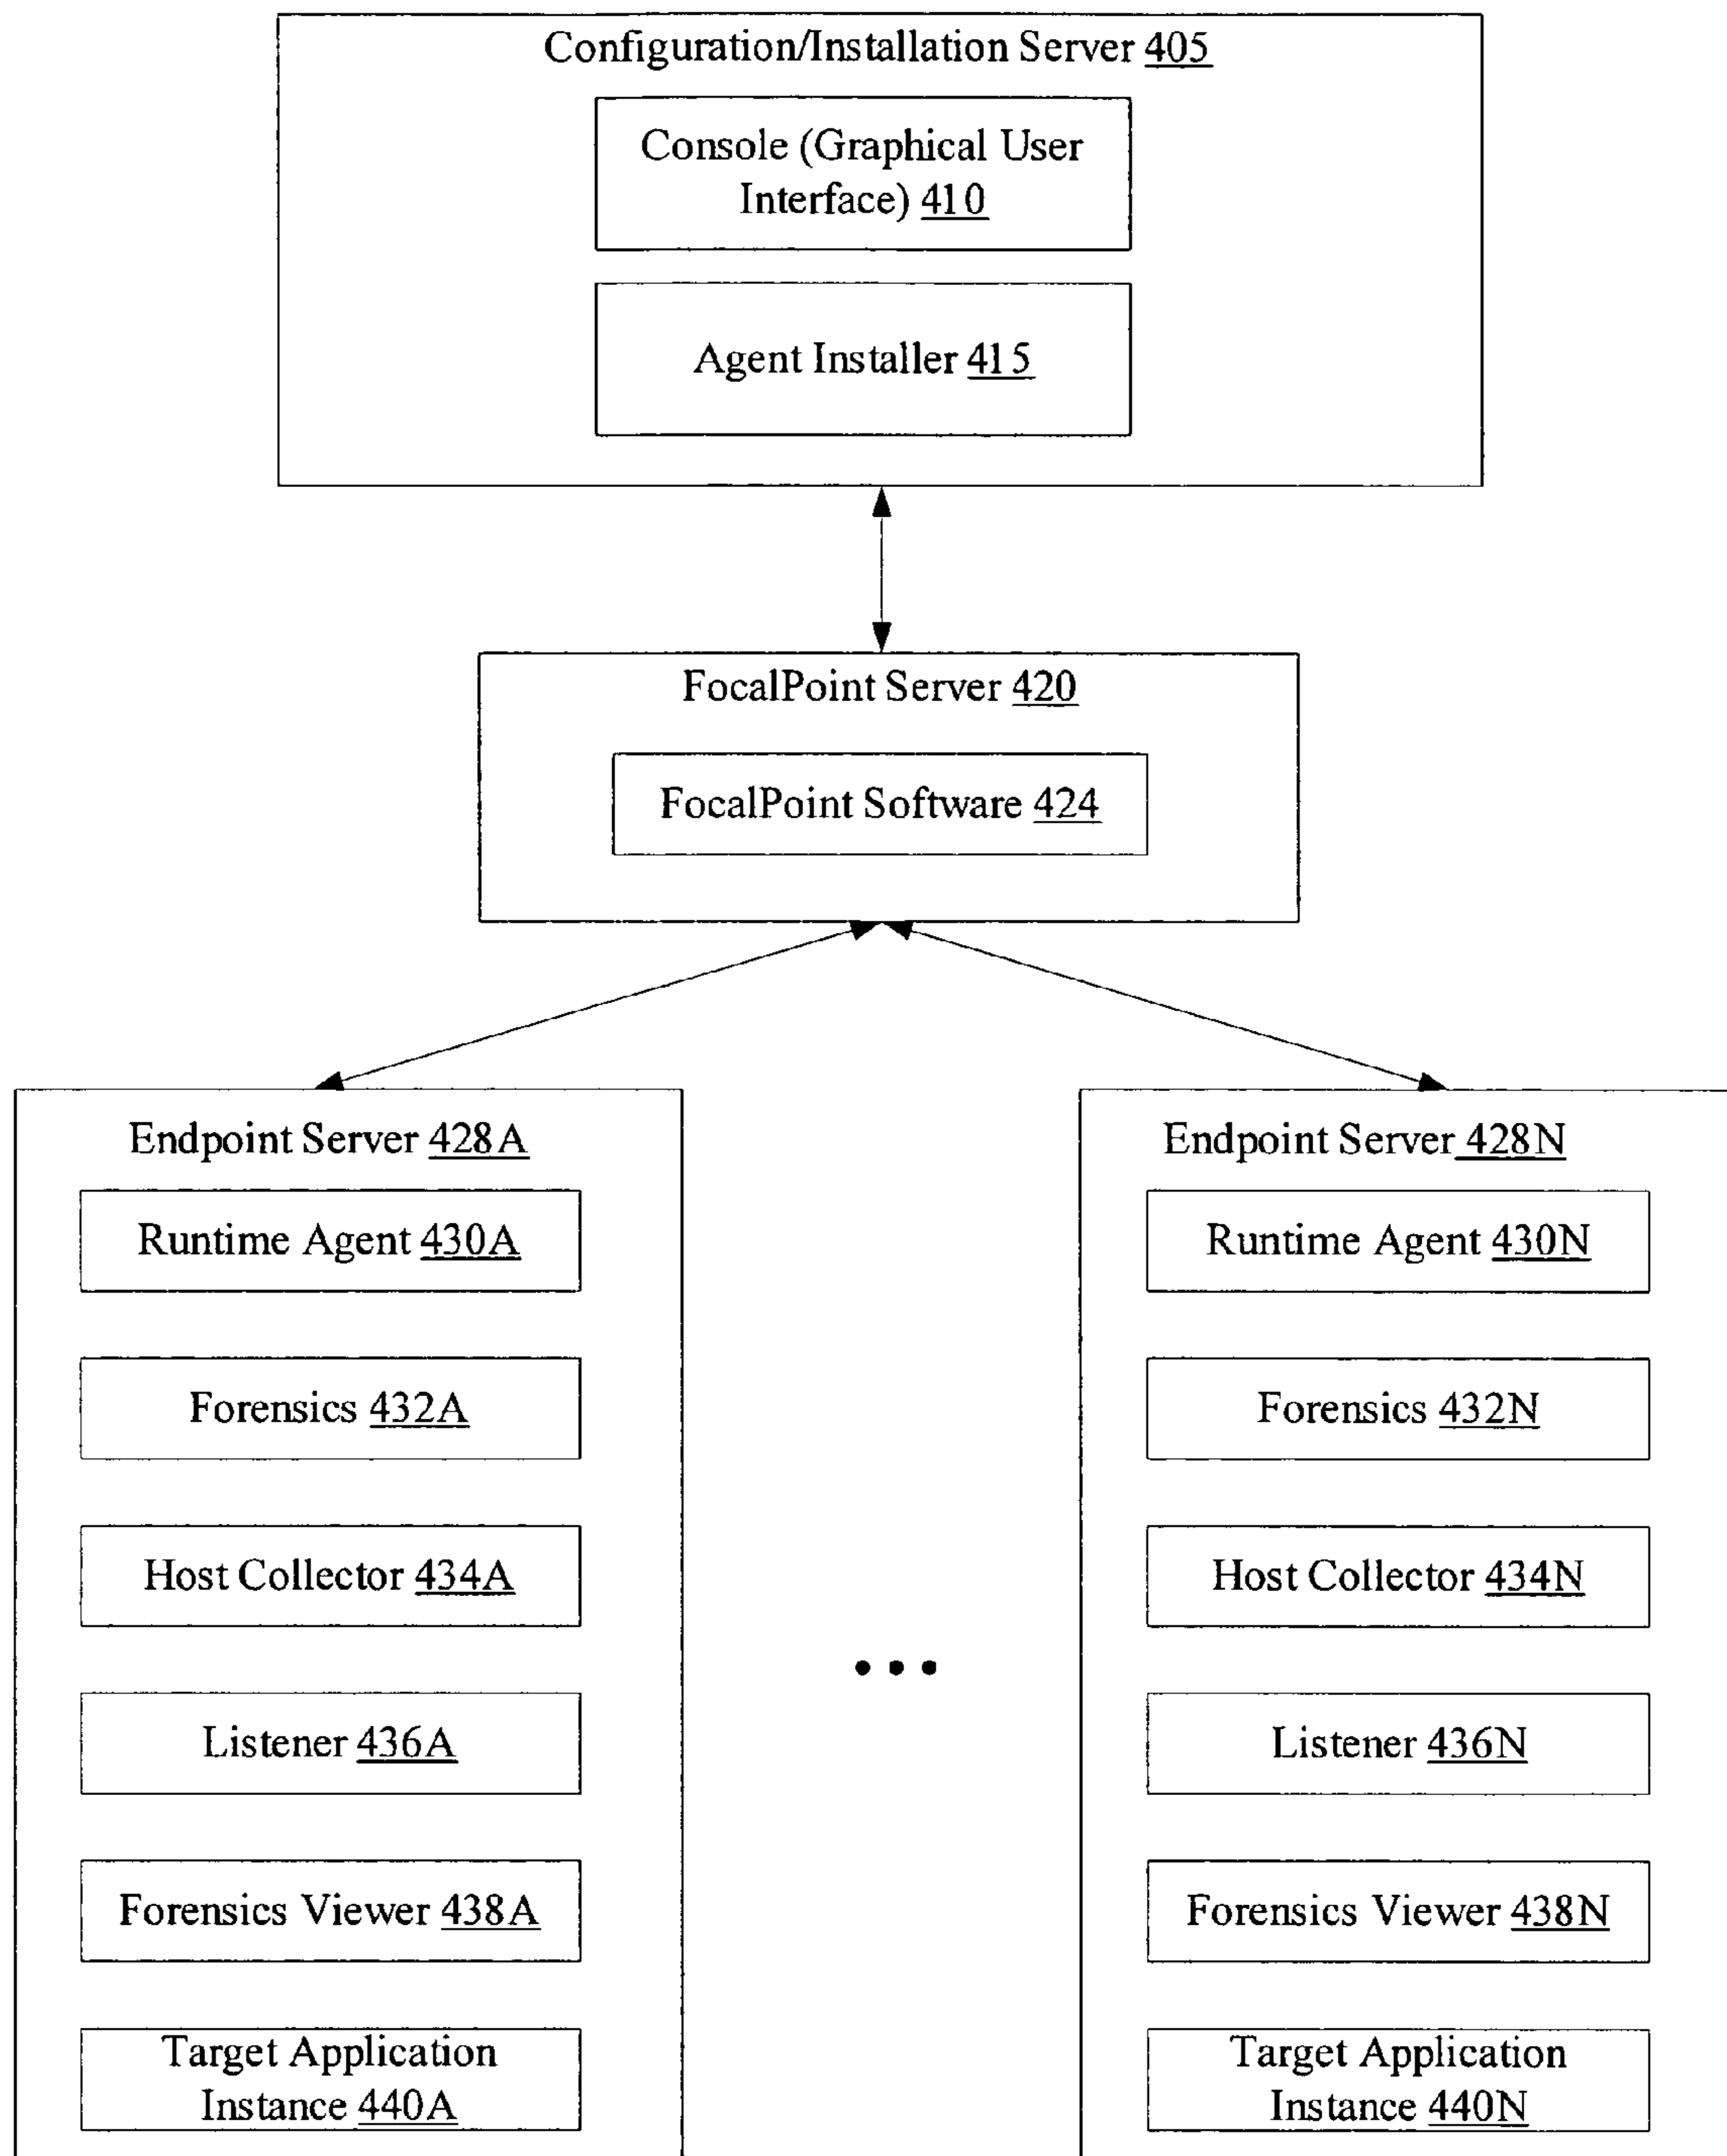 Configuration/Installation Server 405
Console (Graphical User
Interface) 410
Agent Installer 415
FocalPoint Server 420
FocalPoint Software 424
Endpoint Server 428A
Runtime Agent 430A
Forensics 432A
Host Collector 434A
Listener 436A
Forensics Viewer 438A
Target Application
Instance 440A
...
Endpoint Server 428N
Runtime Agent 430N
Forensics 432N
Host Collector 434N
Listener 436N
Forensics Viewer 438N
Target Application
Instance 440N